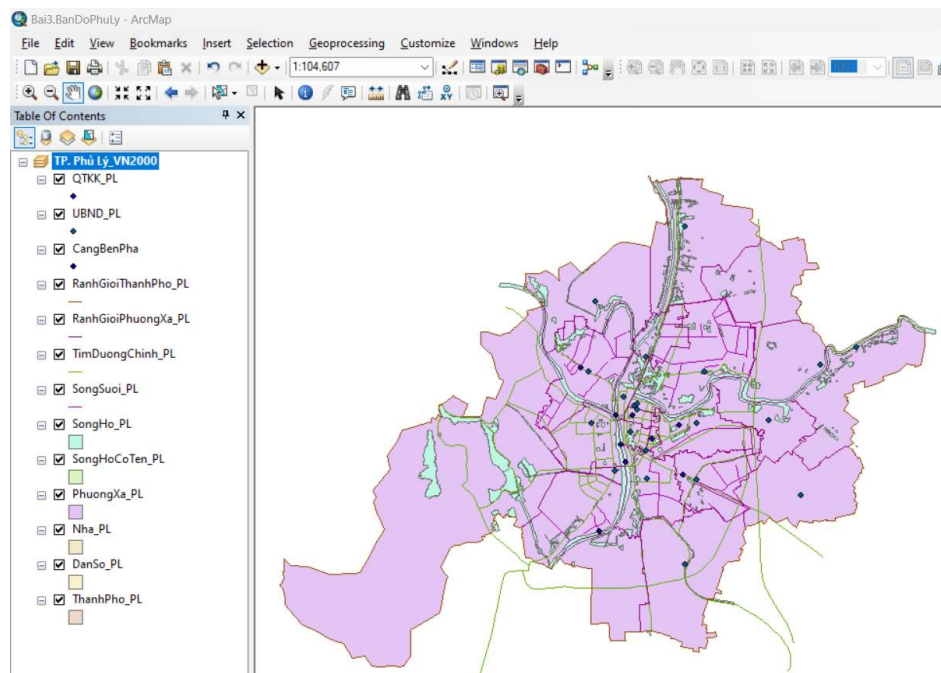 Bai3.BanDoPhuLy - ArcMap
File Edit View Bookmarks Insert Selection Geoprocessing Customize Windows Help
1:104,607
Table Of Contents
TP. Phủ Lý_VN2000
QTKK_PL
UBND_PL
CangBenPha
RanhGioiThanhPho_PL
RanhGioiPhuongXa_PL
TimDuongChinh_PL
SongSuoi_PL
SongHo_PL
SongHoCoTen_PL
PhuongXa_PL
Nha_PL
DanSo_PL
ThanhPho_PL